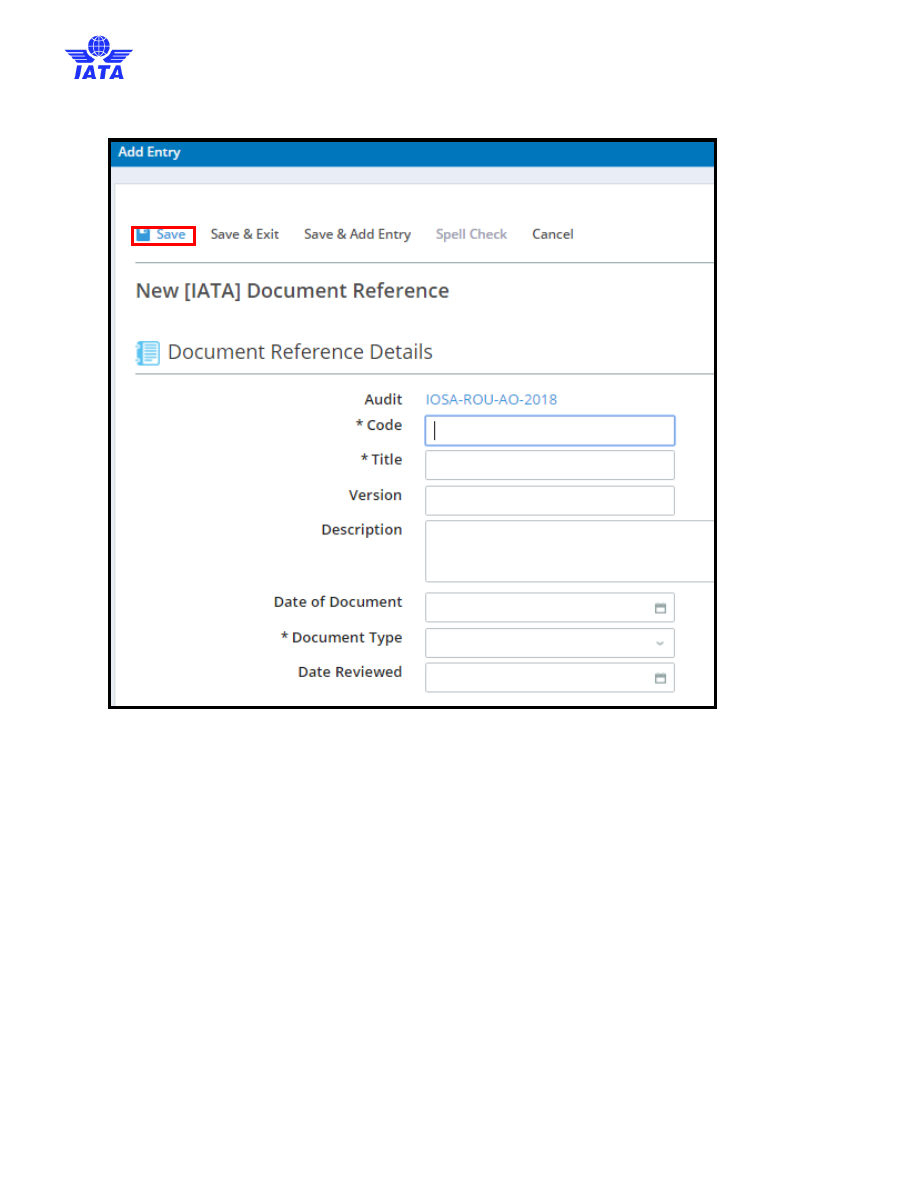 IATA
Add Entry
Save Save & Exit Save & Add Entry Spell Check Cancel
New [IATA] Document Reference
Document Reference Details
Audit IOSA-ROU-AO-2018
* Code
* Title
Version
Description
Date of Document
* Document Type
Date Reviewed